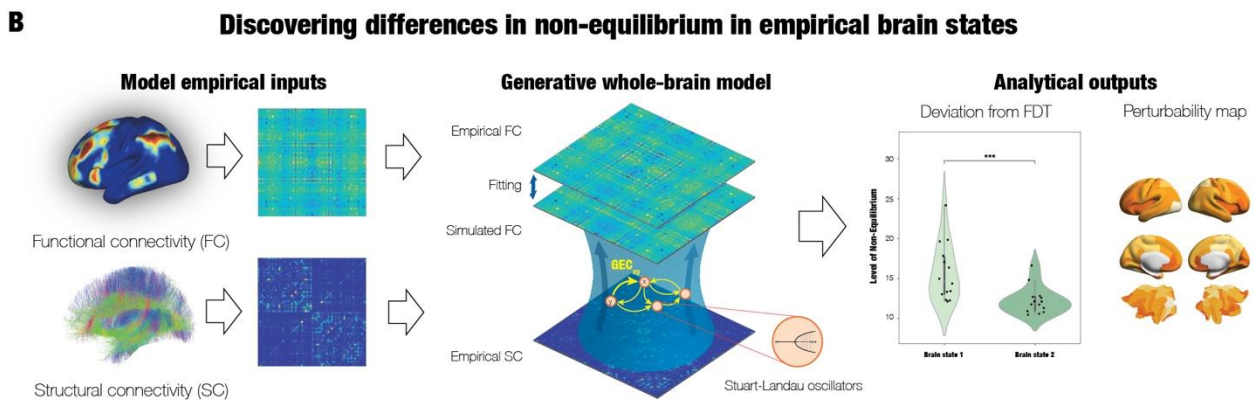 B
Discovering differences in non-equilibrium in empirical brain states
Model empirical inputs
Functional connectivity (FC)
Structural connectivity (SC)
Generative whole-brain model
Empirical FC
Fitting
Simulated FC
GECxy
x
y
Empirical SC
Stuart-Landau oscillators
Analytical outputs
Deviation from FDT
Perturbability map
Level of Non-Equilibrium
30
25
20
15
10
***
Brain state 1
Brain state 2